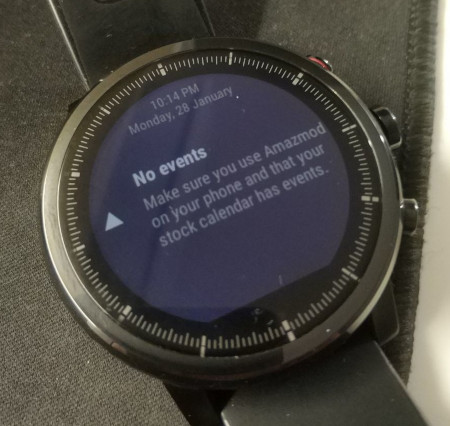 10:14 PM
Monday, 28 January
No events
Make sure you use Amazmod
on your phone and that your
stock calendar has events.